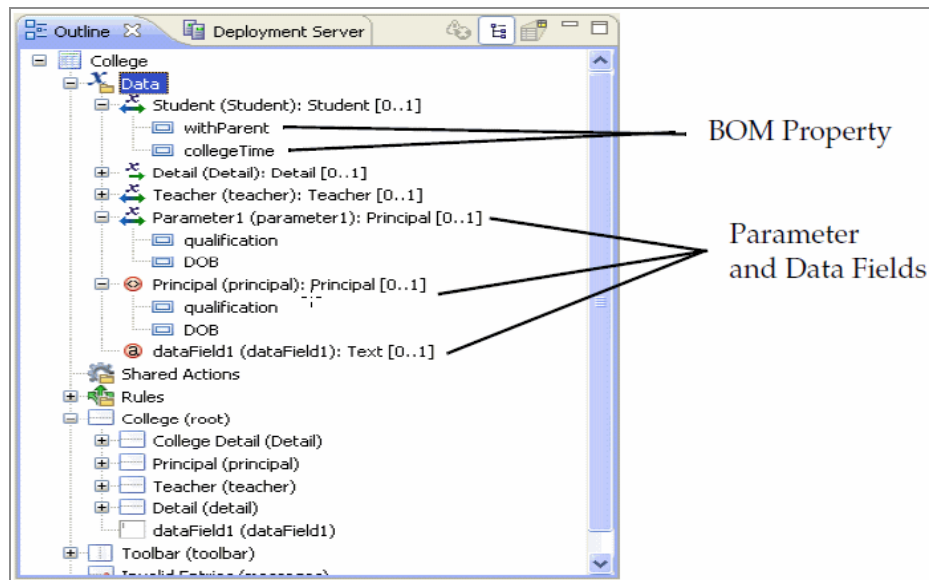 Outline Deployment Server
College
Data
Student (Student): Student [0..1]
withParent
collegeTime
BOM Property
Detail (Detail): Detail [0..1]
Teacher (teacher): Teacher [0..1]
Parameter1 (parameter1): Principal [0..1]
qualification
DOB
Parameter
and Data Fields
Principal (principal): Principal [0..1]
qualification
DOB
dataField1 (dataField1): Text [0..1]
Shared Actions
Rules
College (root)
College Detail (Detail)
Principal (principal)
Teacher (teacher)
Detail (detail)
dataField1 (dataField1)
Toolbar (toolbar)
Invalid Entries (messages)